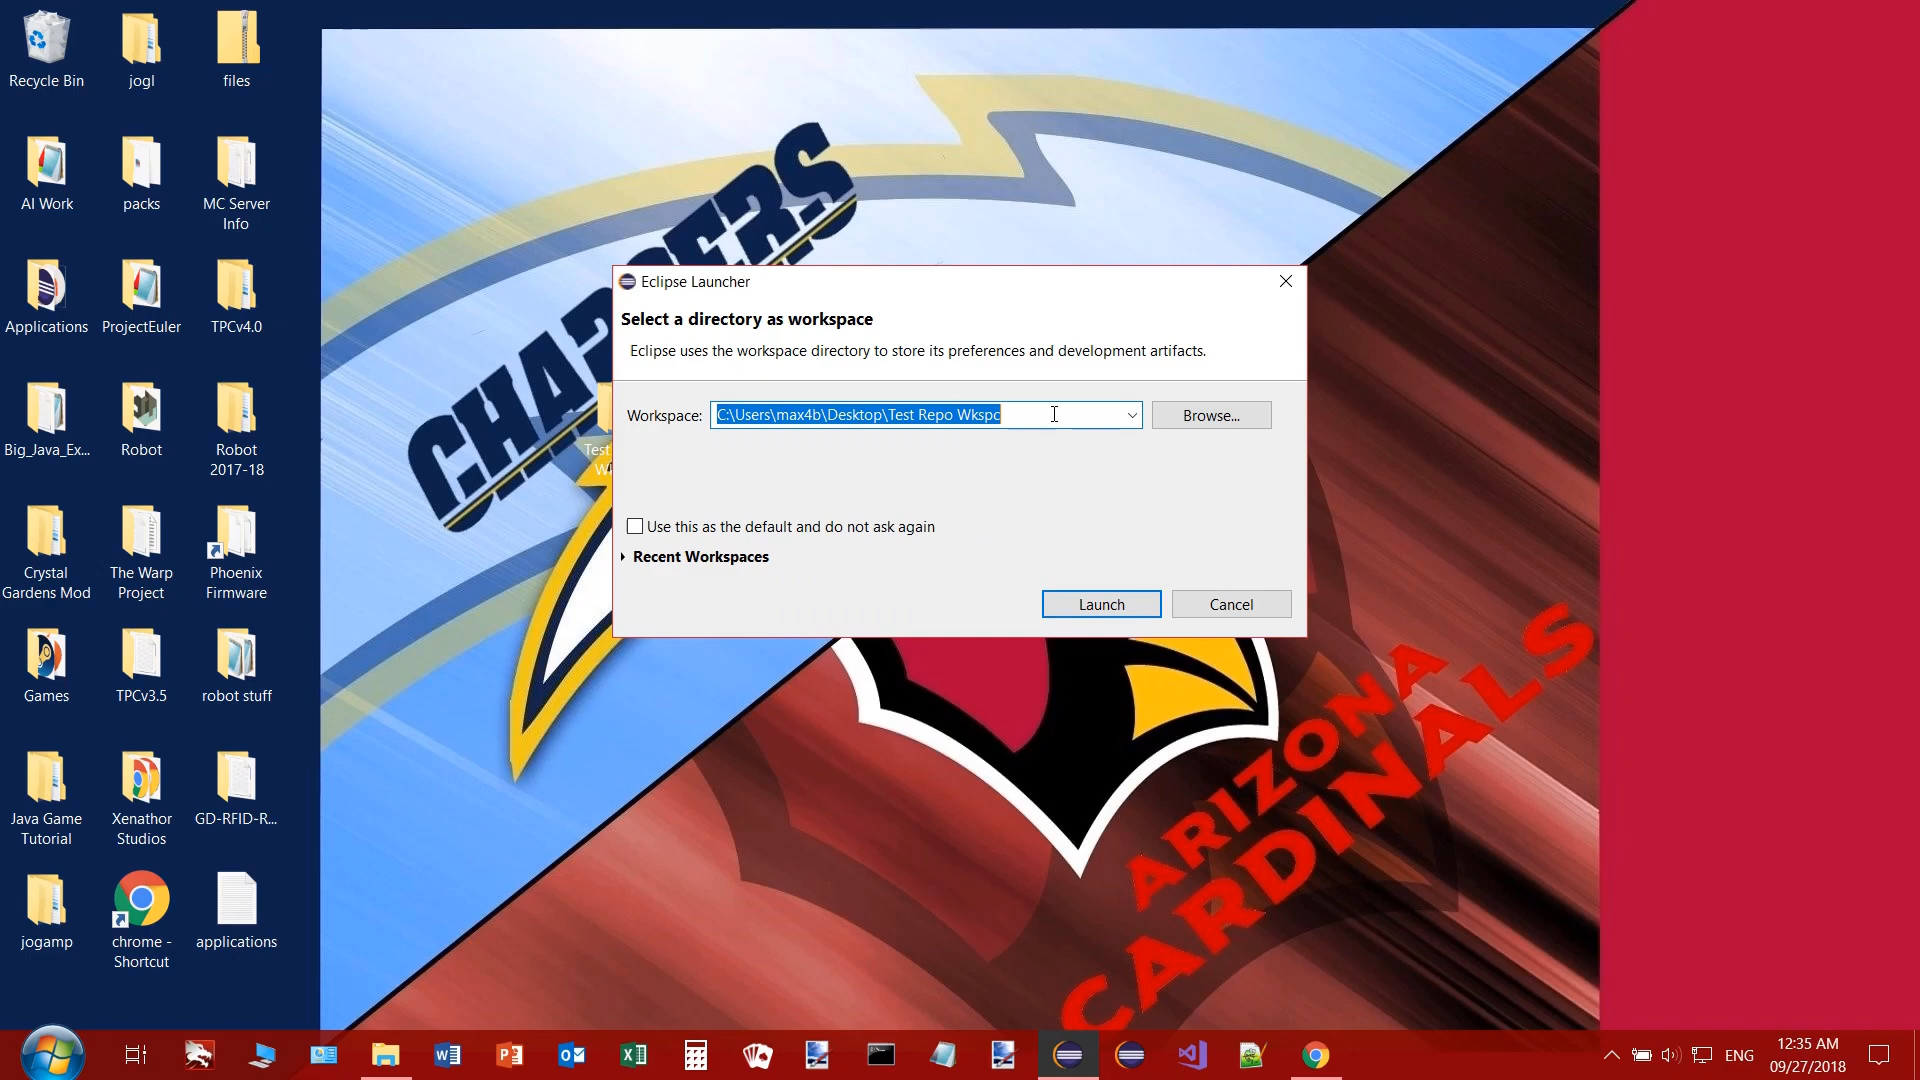 Recycle Bin
jogl
files
AI Work
packs
MC Server
Info
Applications
ProjectEuler
TPCv4.0
Big_Java_Ex...
Robot
Robot
2017-18
Crystal
Gardens Mod
The Warp
Project
Phoenix
Firmware
Games
TPCv3.5
robot stuff
Java Game
Tutorial
Xenathor
Studios
GD-RFID-R...
jogamp
chrome -
Shortcut
applications
CHARGERS
Test
Eclipse Launcher
Select a directory as workspace
Eclipse uses the workspace directory to store its preferences and development artifacts.
Workspace:
C:\Users\max4b\Desktop\Test Repo Wkspc
Browse...
Use this as the default and do not ask again
Recent Workspaces
Launch
Cancel
ARIZONA
CARDINALS
ENG
12:35 AM
09/27/2018